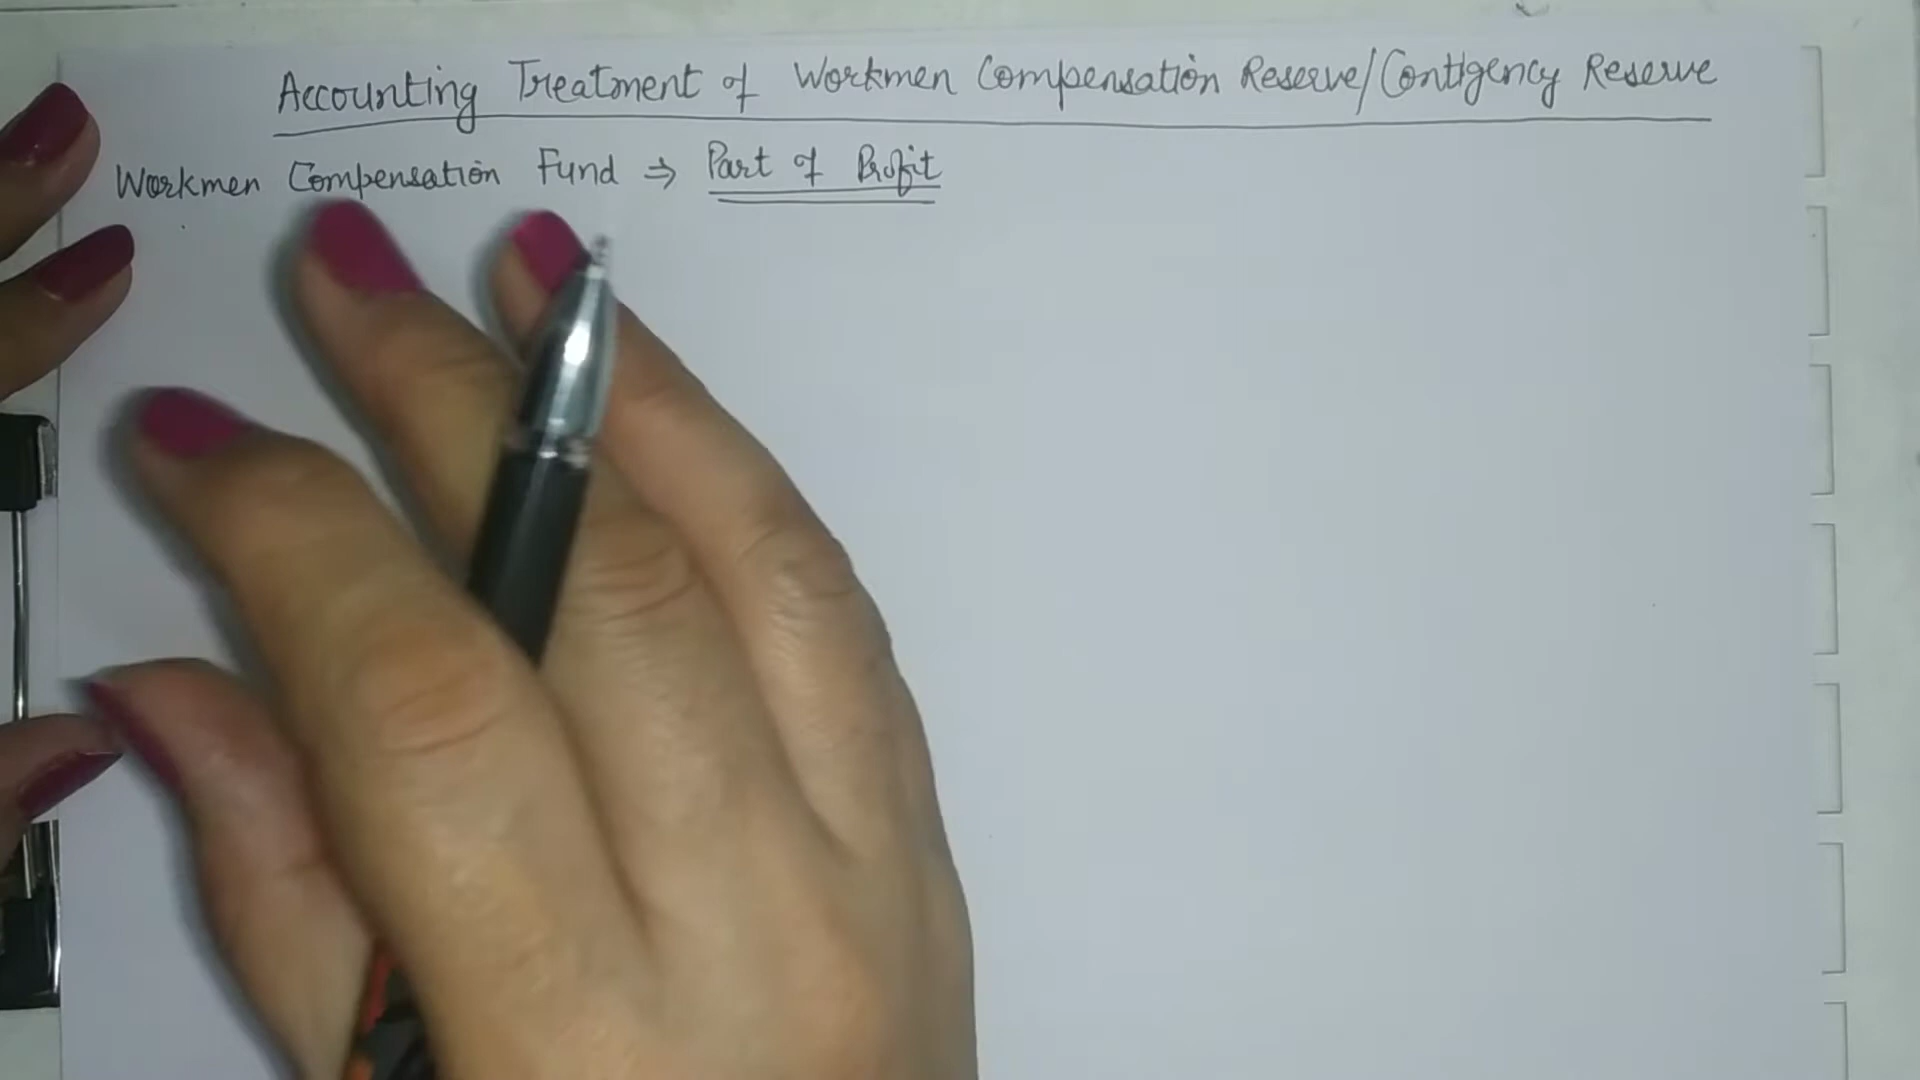 Accounting Treatment of Workmen Compensation Reserve/Contigency Reserve
Workmen Compensation Fund ⇒ Part of Profit